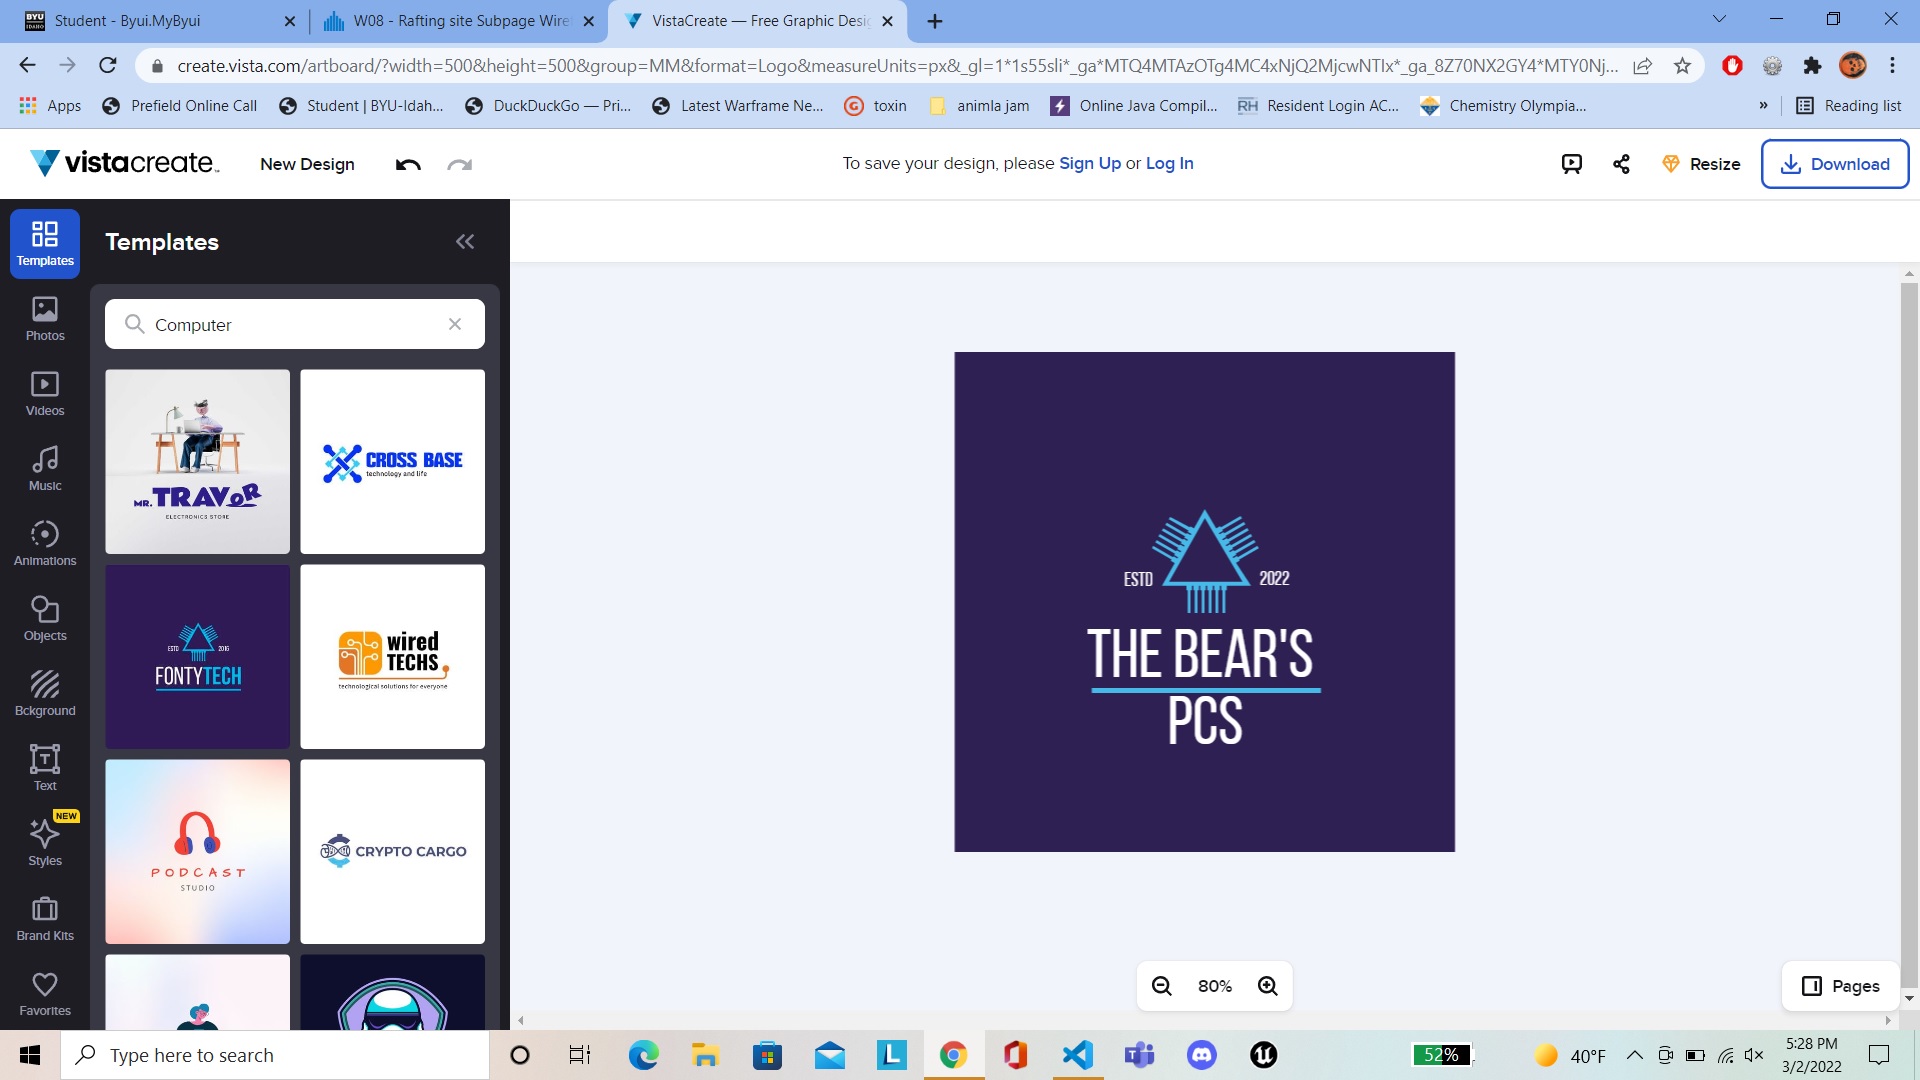 Student - Byui.MyByui
W08 - Rafting site Subpage Wire
VistaCreate — Free Graphic Desi
create.vista.com/artboard/?width=500&height=500&group=MM&format=Logo&measureUnits=px&_gl=1*1s55sli*_ga*MTQ4MTAzOTg4MC4xNjQ2MjcwNTIx*_ga_8Z70NX2GY4*MTY0Nj...
Apps
Prefield Online Call
Student | BYU-Idah...
DuckDuckGo — Pri...
Latest Warframe Ne...
toxin
animla jam
Online Java Compil...
RH
Resident Login AC...
Chemistry Olympia...
»
Reading list
vistacreate
New Design
To save your design, please Sign Up or Log In
Resize
Download
Templates
Photos
Videos
Music
Animations
Objects
Bckground
Text
NEW
Styles
Brand Kits
Favorites
Templates
Computer
MR. TRAVOR
ELECTRONICS STORE
CROSS BASE
technology and life
ESTD 2016
FONTYTECH
wired
TECHS
technological solutions for everyone
PODCAST
STUDIO
CRYPTO CARGO
ESTD 2022
THE BEAR'S
PCS
80%
Pages
Type here to search
52%
40°F
5:28 PM
3/2/2022